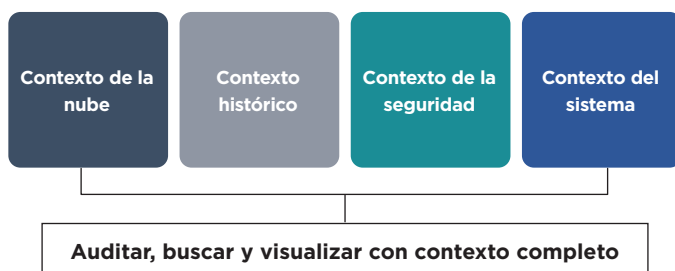 Contexto de la
nube
Contexto
histórico
Contexto de la
seguridad
Contexto del
sistema
Auditar, buscar y visualizar con contexto completo